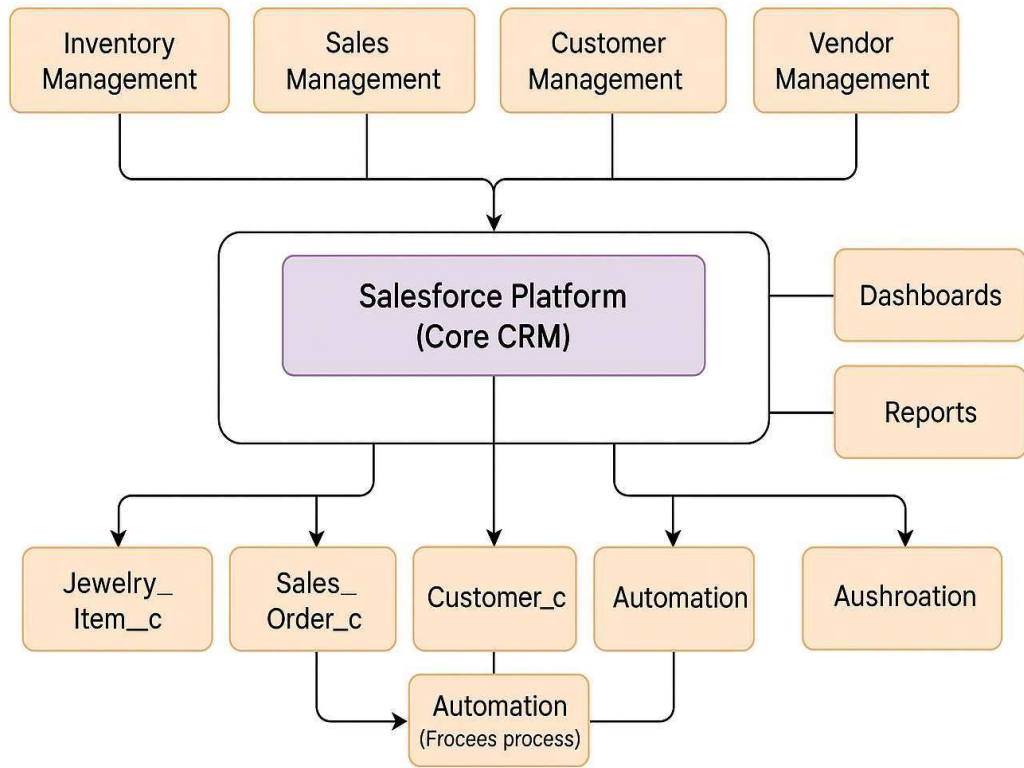 Inventory
Management
Sales
Management
Customer
Management
Vendor
Management
Salesforce Platform
(Core CRM)
Dashboards
Reports
Jewelry_
Item__c
Sales_
Order_c
Customer_c
Automation
Aushroation
Automation
(Frocees process)